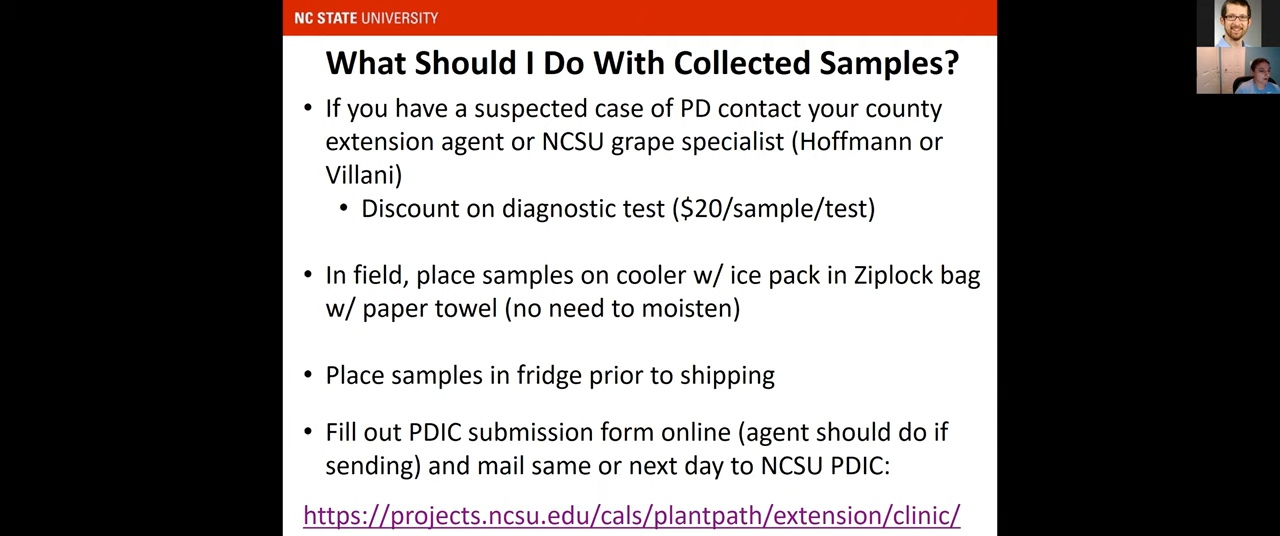 NC STATE UNIVERSITY
What Should I Do With Collected Samples?
• If you have a suspected case of PD contact your county
extension agent or NCSU grape specialist (Hoffmann or
Villani)
• Discount on diagnostic test ($20/sample/test)
• In field, place samples on cooler w/ ice pack in Ziplock bag
w/ paper towel (no need to moisten)
• Place samples in fridge prior to shipping
• Fill out PDIC submission form online (agent should do if
sending) and mail same or next day to NCSU PDIC:
https://projects.ncsu.edu/cals/plantpath/extension/clinic/